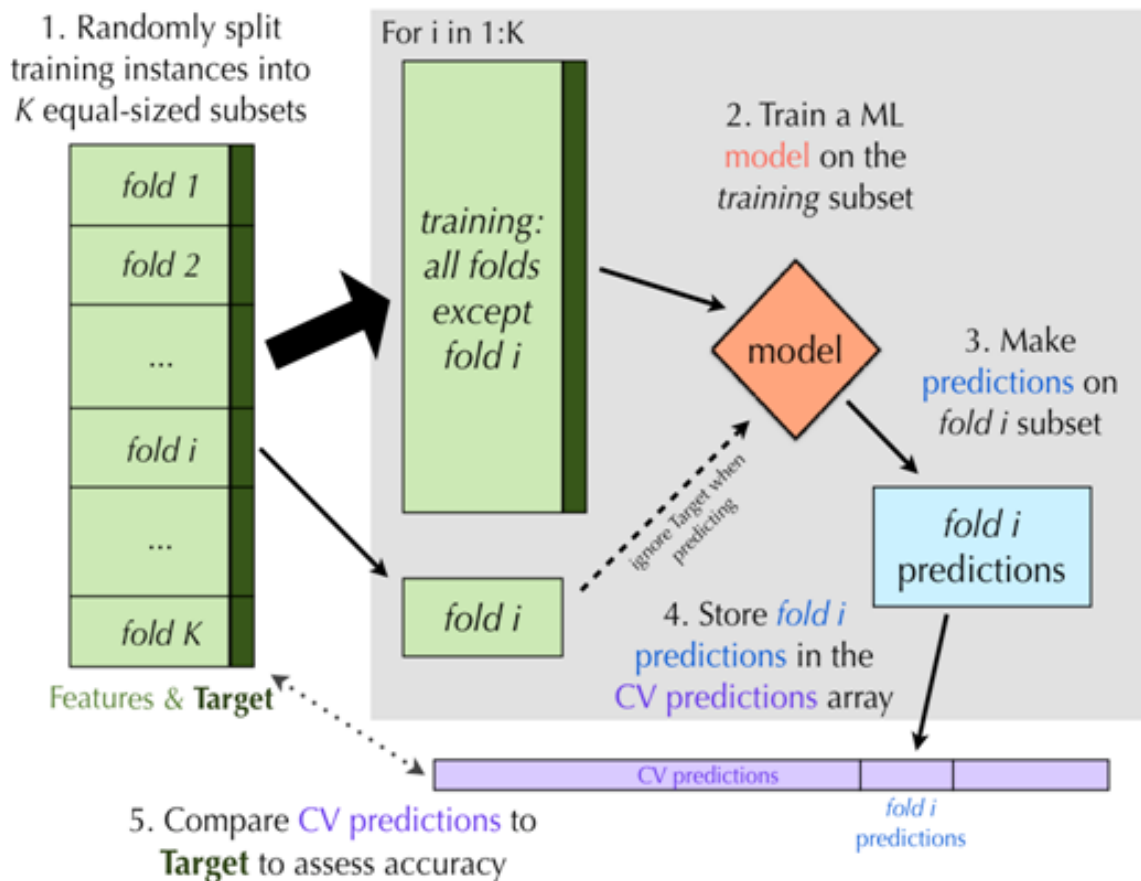 1. Randomly split
training instances into
K equal-sized subsets
fold 1
fold 2
...
fold i
...
fold K
Features & Target
For i in 1:K
training:
all folds
except
fold i
fold i
2. Train a ML
model on the
training subset
model
ignore Target when
predicting
3. Make
predictions on
fold i subset
fold i
predictions
4. Store fold i
predictions in the
CV predictions array
CV predictions
fold i
predictions
5. Compare CV predictions to
Target to assess accuracy